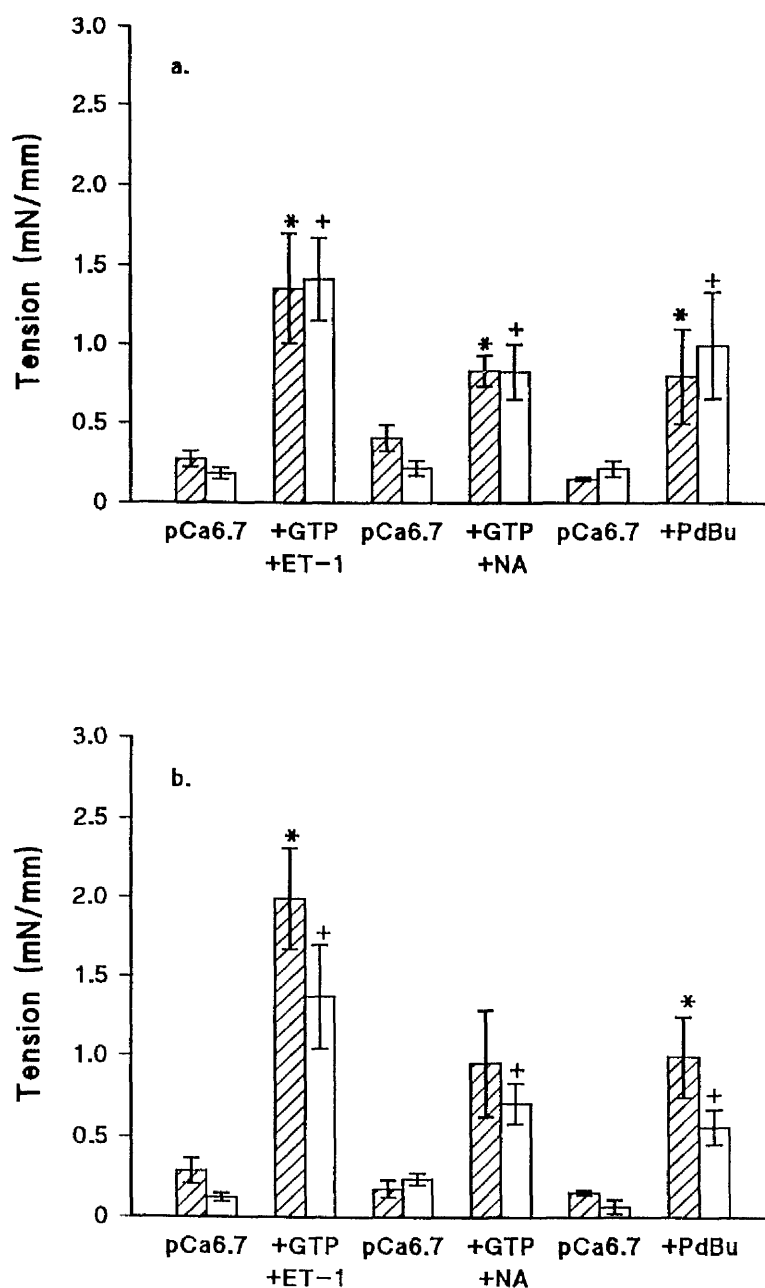 3.0
a.
2.5
2.0
Tension (mN/mm)
* +
1.5
* +
* +
1.0
0.5
0
pCa6.7 +GTP pCa6.7 +GTP pCa6.7 +PdBu
+ET-1 +NA
3.0
b.
2.5
*
2.0
Tension (mN/mm)
+
1.5
* +
1.0
+
0.5
0
pCa6.7 +GTP pCa6.7 +GTP pCa6.7 +PdBu
+ET-1 +NA